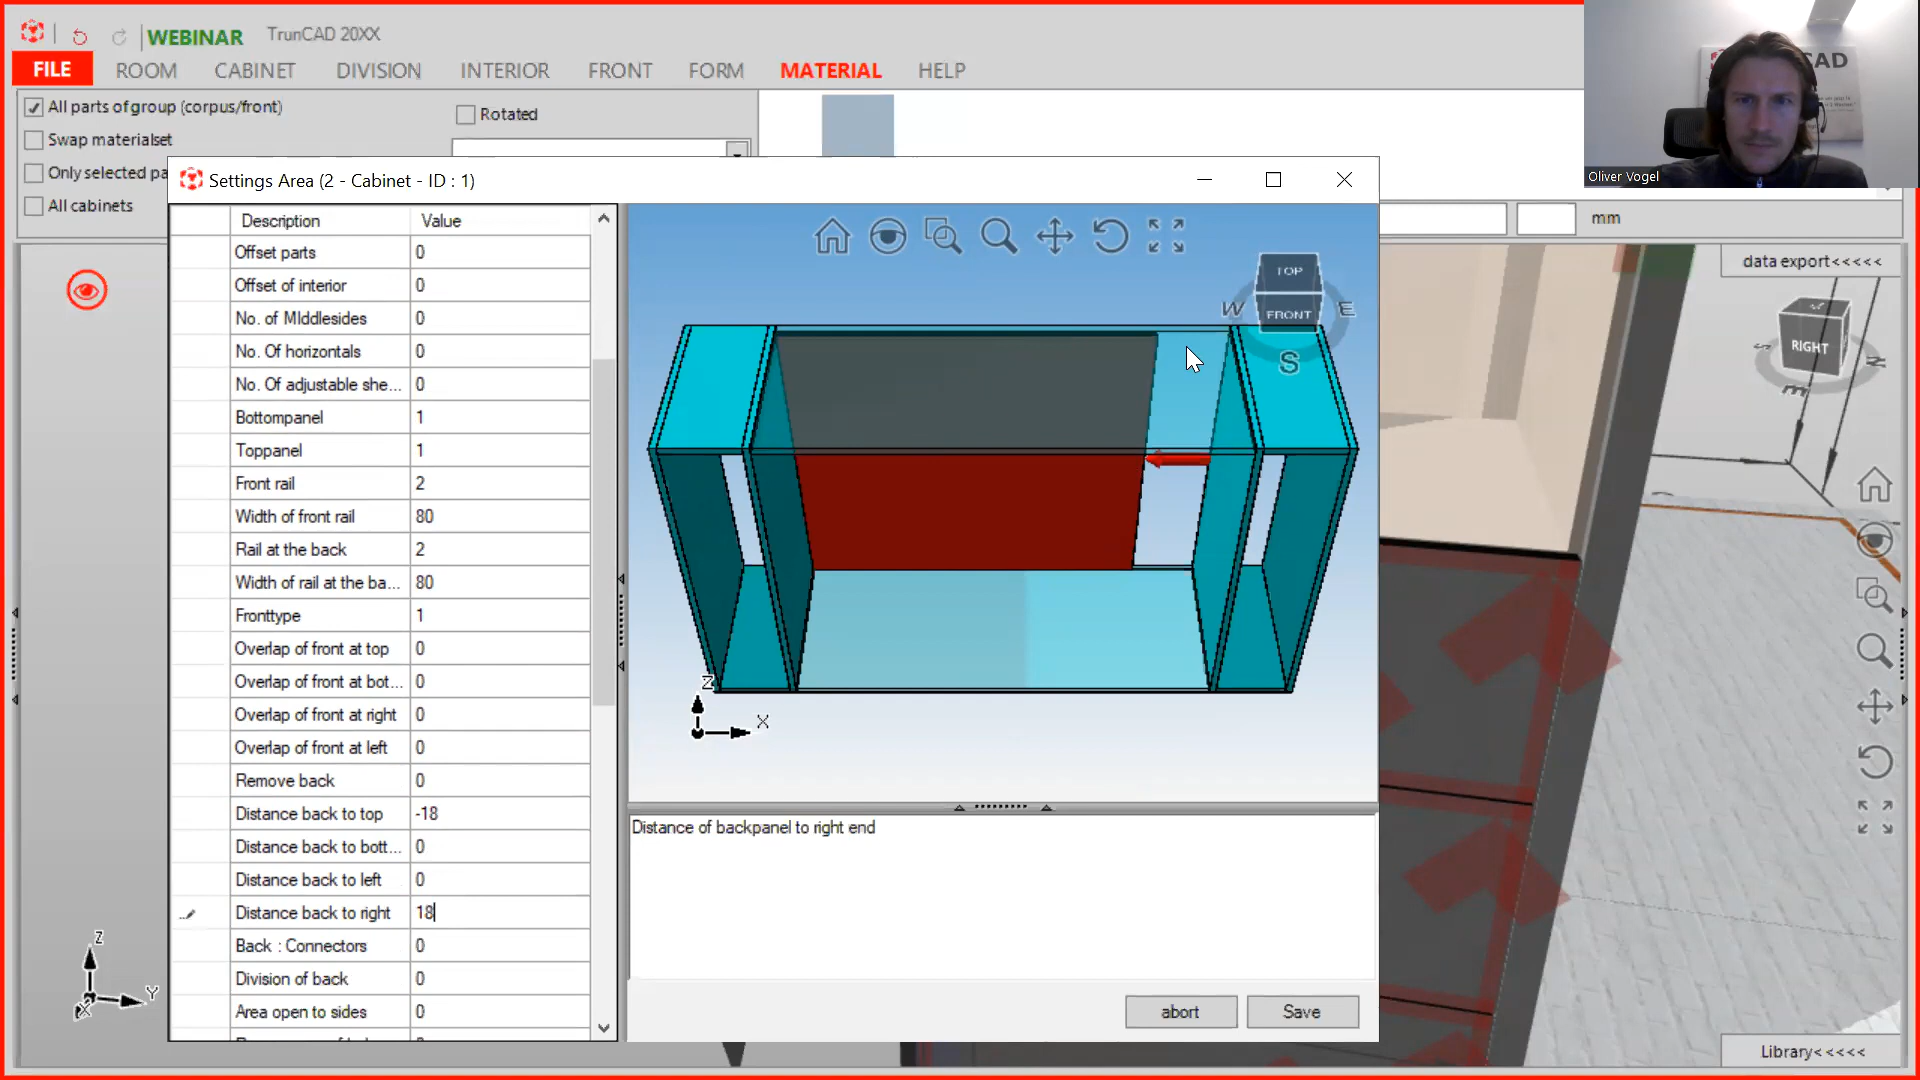 WEBINAR TrunCAD 20XX
FILE ROOM CABINET DIVISION INTERIOR FRONT FORM MATERIAL HELP
All parts of group (corpus/front)
Rotated
Swap materialset
Only selected pa
All cabinets
mm
data export<<<<<
Oliver Vogel
Settings Area (2 - Cabinet - ID : 1)
Description Value
Offset parts 0
Offset of interior 0
No. of MIddlesides 0
No. Of horizontals 0
No. Of adjustable she... 0
Bottompanel 1
Toppanel 1
Front rail 2
Width of front rail 80
Rail at the back 2
Width of rail at the ba... 80
Fronttype 1
Overlap of front at top 0
Overlap of front at bot... 0
Overlap of front at right 0
Overlap of front at left 0
Remove back 0
Distance back to top -18
Distance back to bott... 0
Distance back to left 0
Distance back to right 18
Back : Connectors 0
Division of back 0
Area open to sides 0
TOP
W FRONT E
S
Z
X
Distance of backpanel to right end
abort Save
RIGHT
Z
Y
X
Library<<<<<